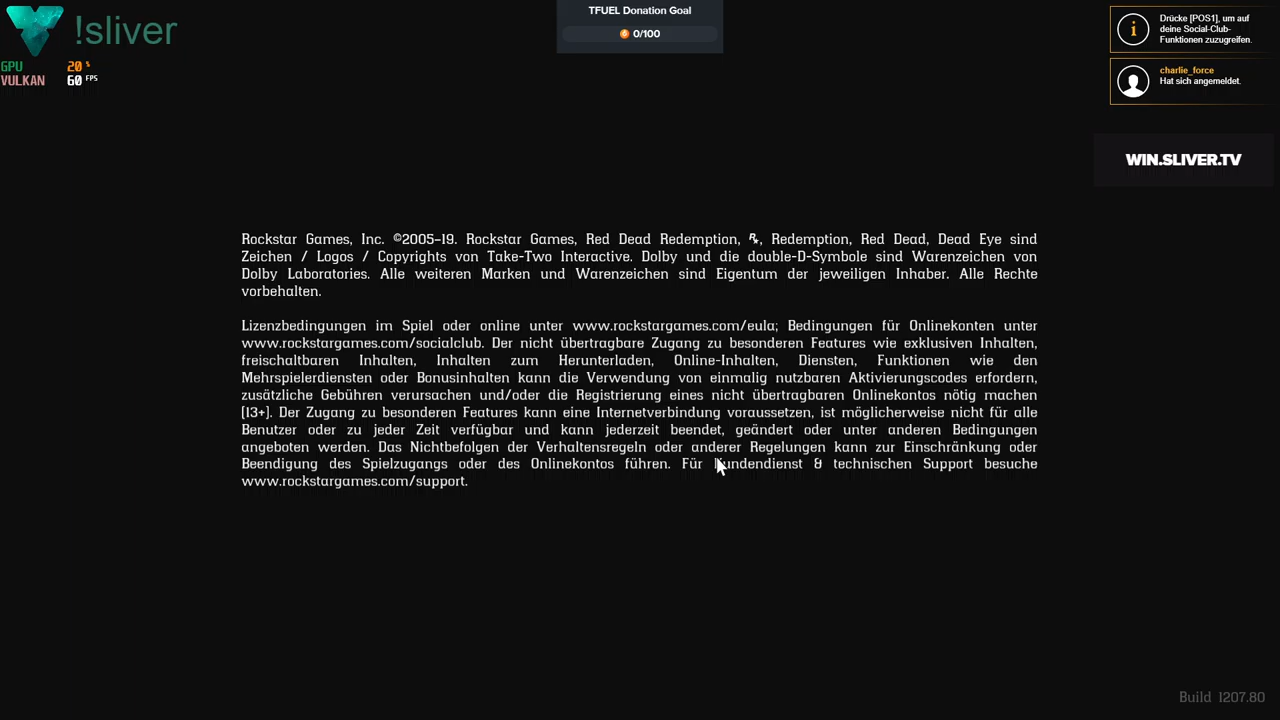 !sliver
TFUEL Donation Goal
0/100
GPU 20 %
VULKAN 60 FPS
Drücke [POS1], um auf
deine Social-Club-
Funktionen zuzugreifen.
charlie_force
Hat sich angemeldet.
WIN.SLIVER.TV
Rockstar Games, Inc. ©2005–19. Rockstar Games, Red Dead Redemption, R*, Redemption, Red Dead, Dead Eye sind
Zeichen / Logos / Copyrights von Take-Two Interactive. Dolby und die double-D-Symbole sind Warenzeichen von
Dolby Laboratories. Alle weiteren Marken und Warenzeichen sind Eigentum der jeweiligen Inhaber. Alle Rechte
vorbehalten.
Lizenzbedingungen im Spiel oder online unter www.rockstargames.com/eula; Bedingungen für Onlinekonten unter
www.rockstargames.com/socialclub. Der nicht übertragbare Zugang zu besonderen Features wie exklusiven Inhalten,
freischaltbaren Inhalten, Inhalten zum Herunterladen, Online-Inhalten, Diensten, Funktionen wie den
Mehrspielerdiensten oder Bonusinhalten kann die Verwendung von einmalig nutzbaren Aktivierungscodes erfordern,
zusätzliche Gebühren verursachen und/oder die Registrierung eines nicht übertragbaren Onlinekontos nötig machen
[13+]. Der Zugang zu besonderen Features kann eine Internetverbindung voraussetzen, ist möglicherweise nicht für alle
Benutzer oder zu jeder Zeit verfügbar und kann jederzeit beendet, geändert oder unter anderen Bedingungen
angeboten werden. Das Nichtbefolgen der Verhaltensregeln oder anderer Regelungen kann zur Einschränkung oder
Beendigung des Spielzugangs oder des Onlinekontos führen. Für Kundendienst & technischen Support besuche
www.rockstargames.com/support.
Build 1207.80